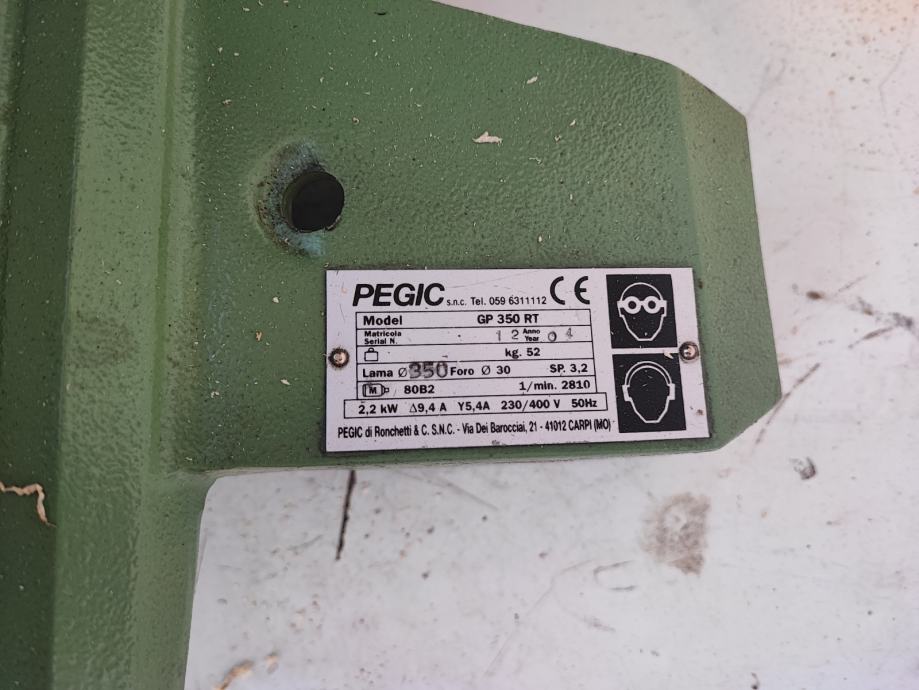 PEGIC s.n.c. Tel. 059 6311112 CE
Model GP 350 RT
Matricola Serial N. 12 Anno Year 04
kg. 52
Lama Ø 350 Foro Ø 30 SP. 3,2
M 80B2 1/min. 2810
2,2 kW Δ9,4 A Y5,4A 230/400 V 50Hz
PEGIC di Ronchetti & C. S.N.C. - Via Dei Barocciai, 21 - 41012 CARPI (MO)